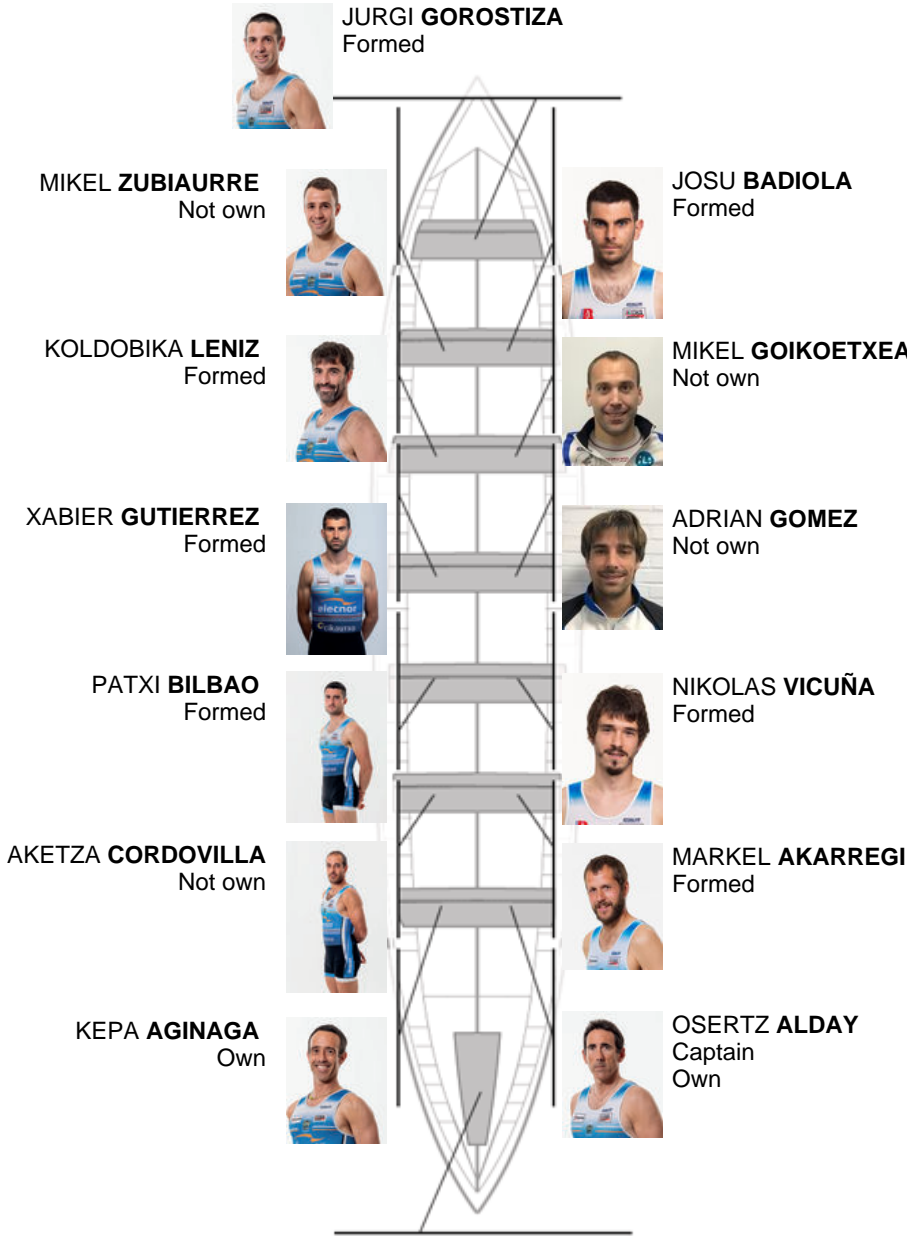 JURGI GOROSTIZA
Formed
MIKEL ZUBIAURRE
Not own
JOSU BADIOLA
Formed
KOLDOBIKA LENIZ
Formed
MIKEL GOIKOETXEA
Not own
XABIER GUTIERREZ
Formed
elecnor
cikautxo
ADRIAN GOMEZ
Not own
PATXI BILBAO
Formed
NIKOLAS VICUÑA
Formed
AKETZA CORDOVILLA
Not own
MARKEL AKARREGI
Formed
KEPA AGINAGA
Own
OSERTZ ALDAY
Captain
Own